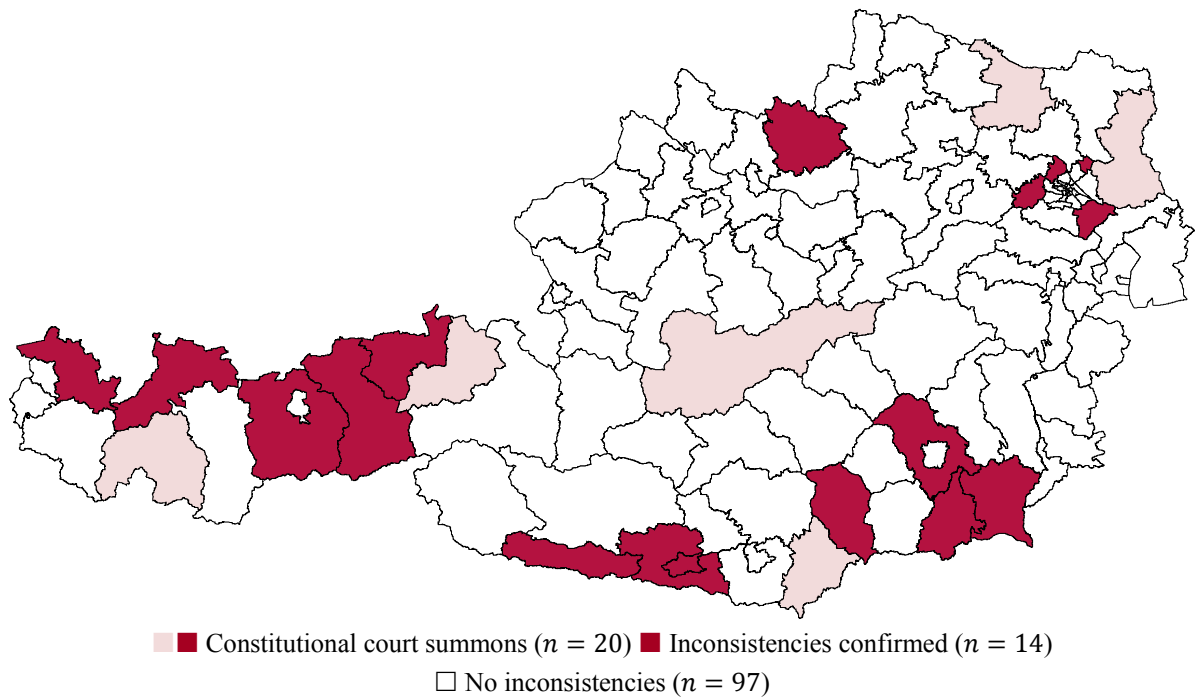 Constitutional court summons (n = 20) Inconsistencies confirmed (n = 14)
No inconsistencies (n = 97)